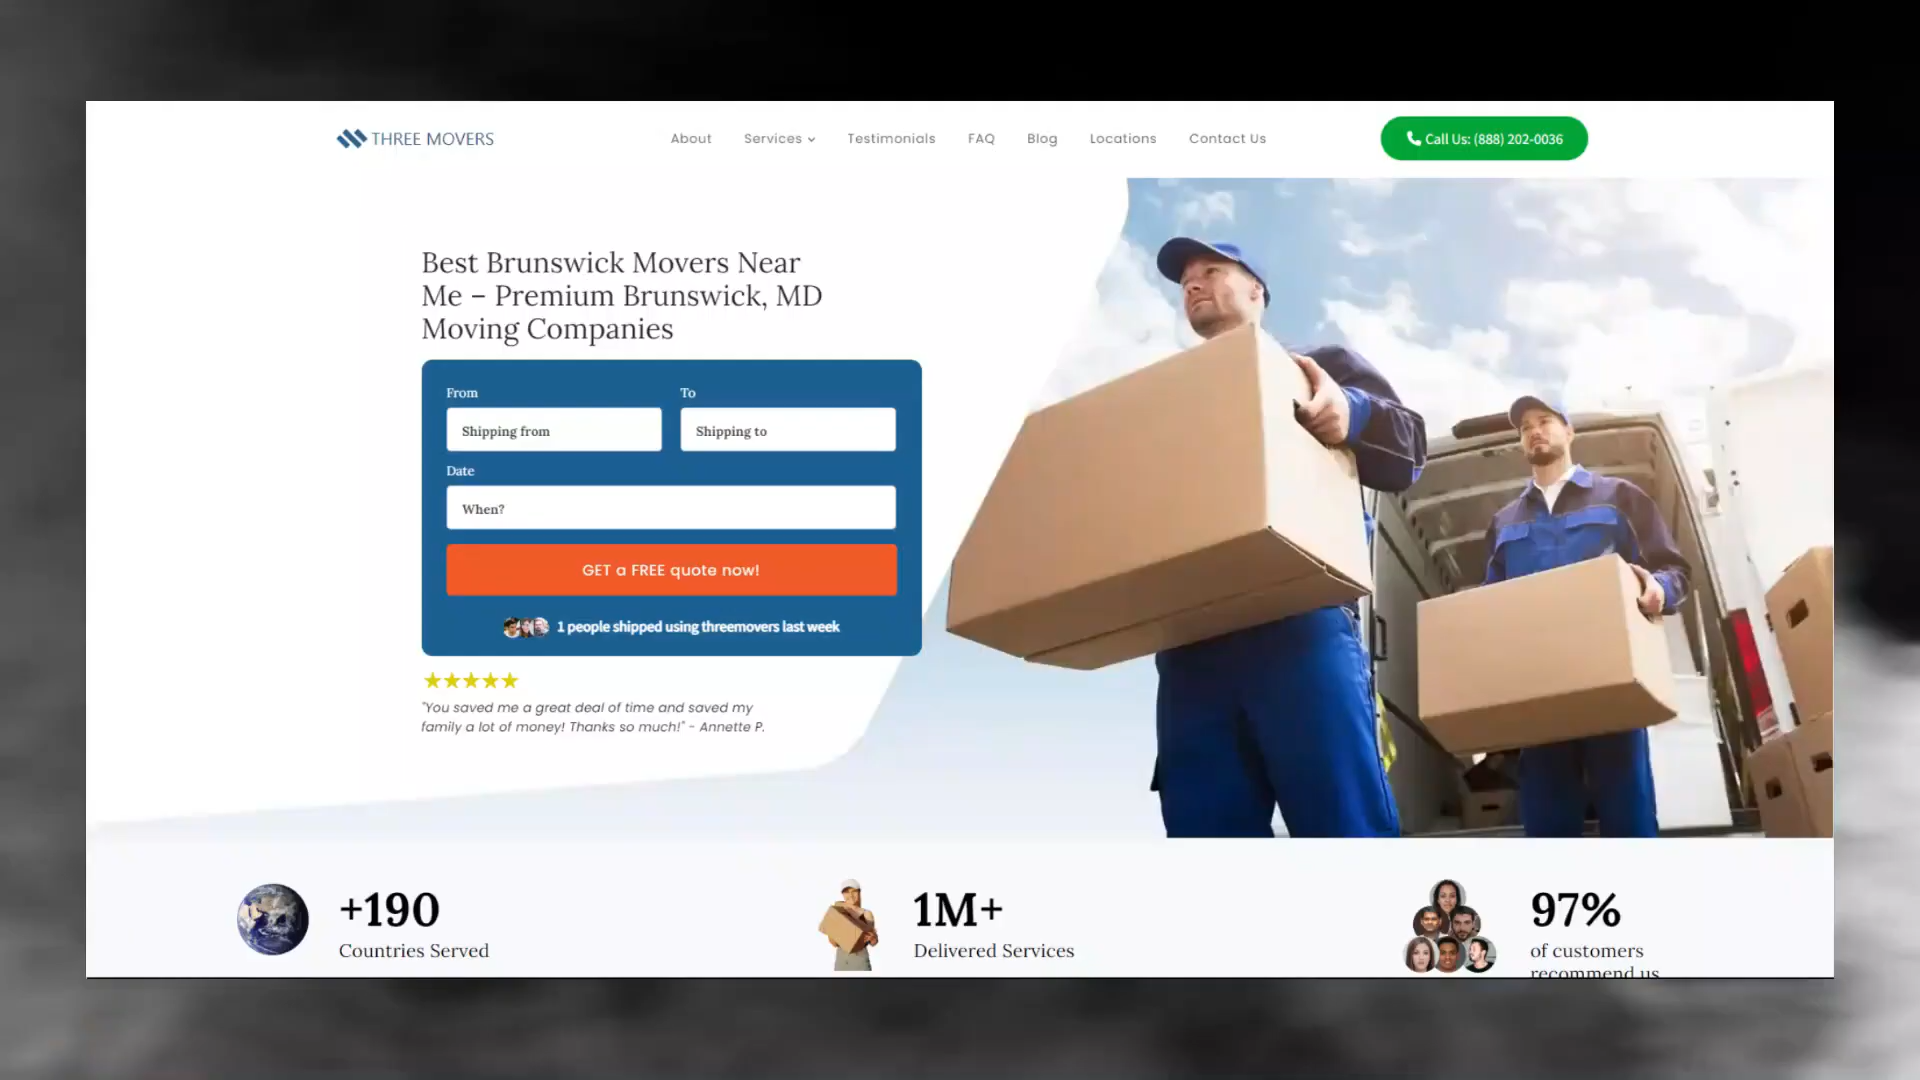 THREE MOVERS
About
Services
Testimonials
FAQ
Blog
Locations
Contact Us
Call Us: (888) 202-0036
Best Brunswick Movers Near
Me – Premium Brunswick, MD
Moving Companies
From
To
Shipping from
Shipping to
Date
When?
GET a FREE quote now!
1 people shipped using threemovers last week
"You saved me a great deal of time and saved my
family a lot of money! Thanks so much!" - Annette P.
+190
Countries Served
1M+
Delivered Services
97%
of customers
recommend us